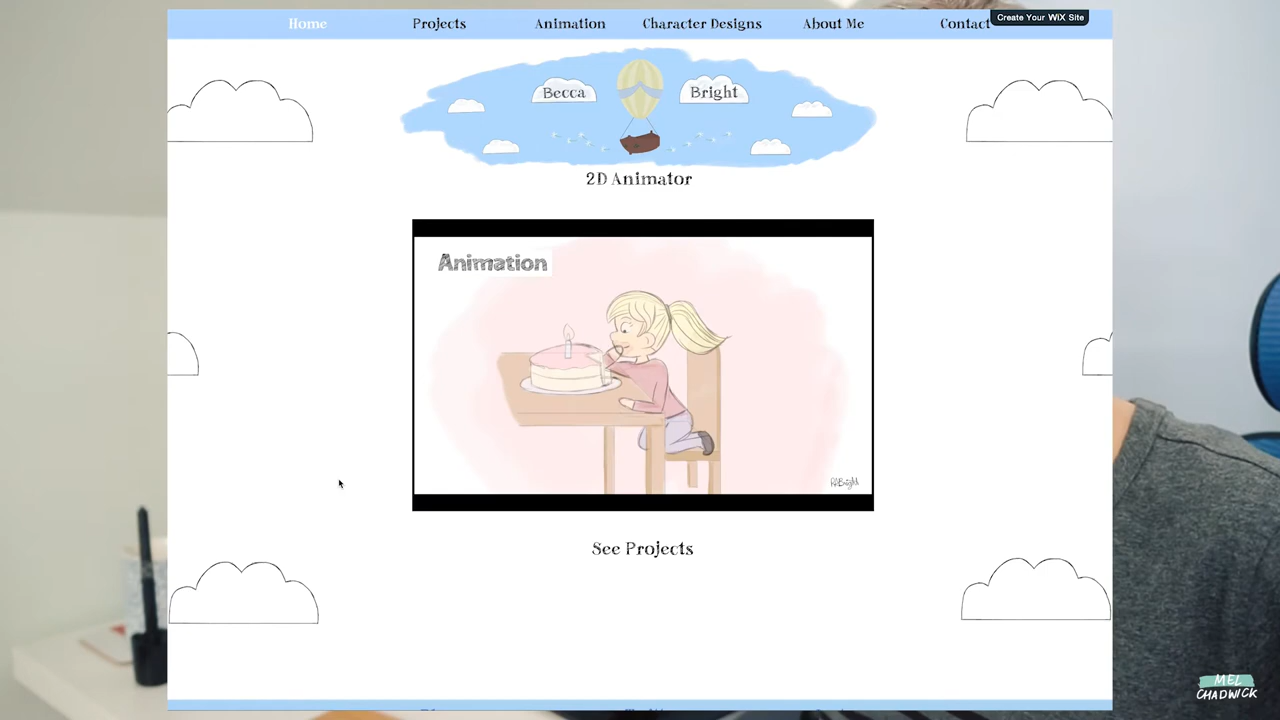 Home Projects Animation Character Designs About Me Contact
Create Your WiX Site
Becca Bright
2D Animator
Animation
RABright
See Projects
MEL
CHADWICK